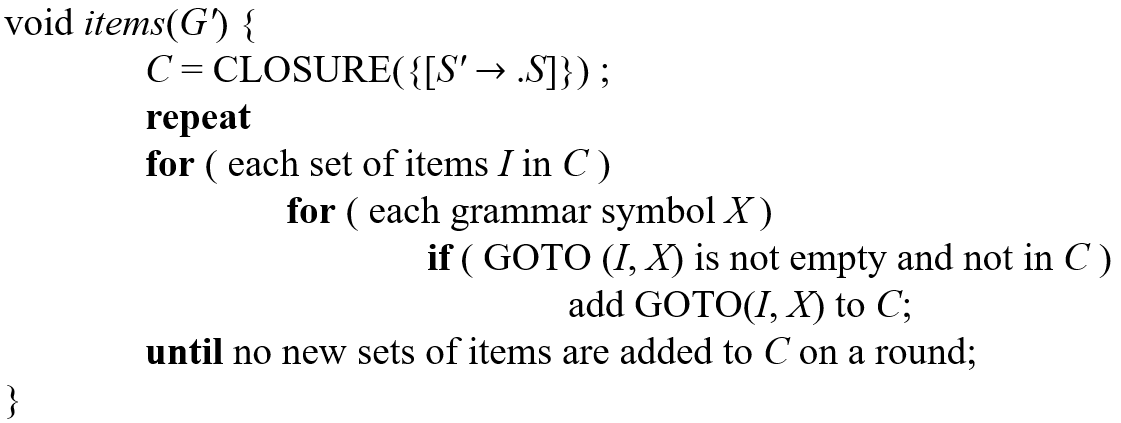 void items(G′) {
C = CLOSURE({[S′ → .S]}) ;
repeat
for ( each set of items I in C )
for ( each grammar symbol X )
if ( GOTO (I, X) is not empty and not in C )
add GOTO(I, X) to C;
until no new sets of items are added to C on a round;
}